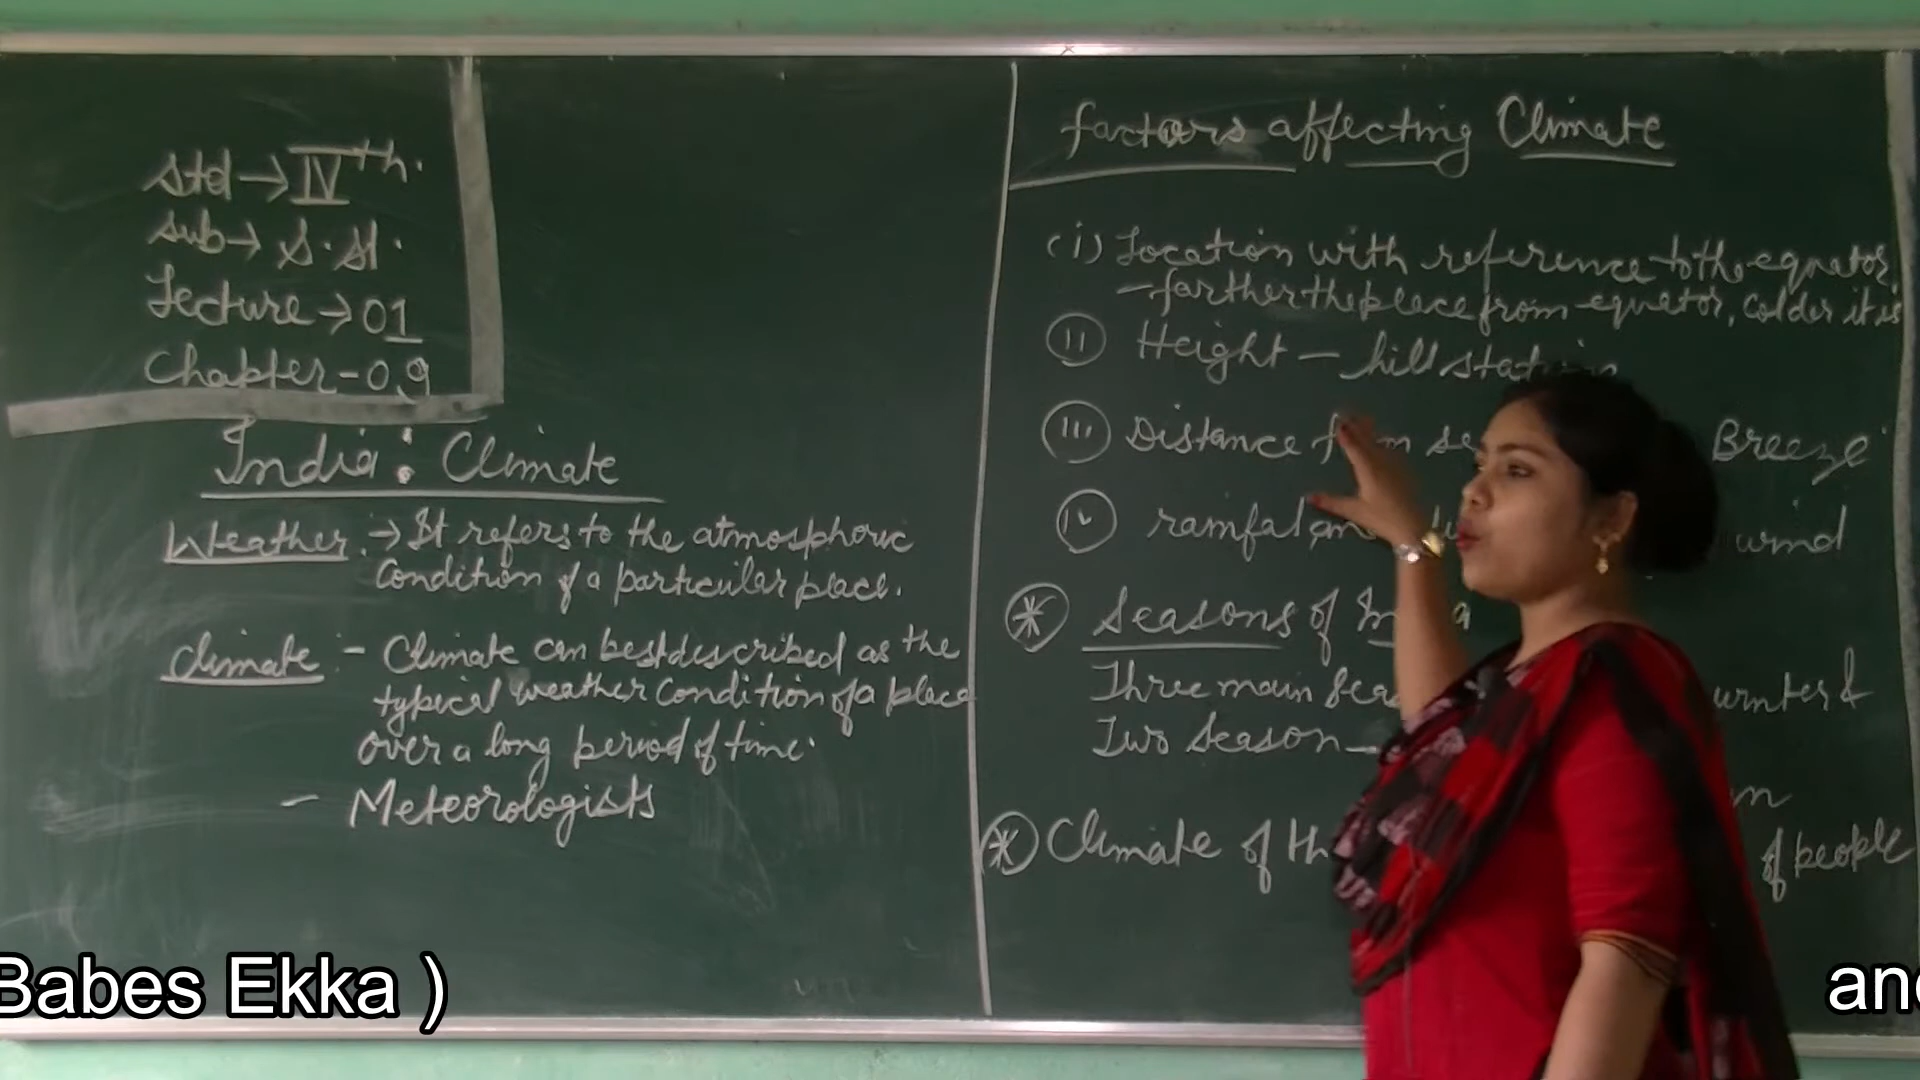 Std → IVth.
Sub → S.St.
Lecture → 01
Chapter - 09
India : Climate
Weather :→ It refers to the atmospheric
Condition of a particular place.
Climate :- Climate can best described as the
typical weather Condition of a place
over a long period of time.
- Meteorologists
factors affecting Climate
(i) Location with reference to the equator
- farther the place from equator, colder it is
(ii) Height - hill station
(iii) Distance from Breeze
(iv) rainfal and wind
* Seasons of India
Three main winter &
Two Season -
* Climate of of people
Babes Ekka )